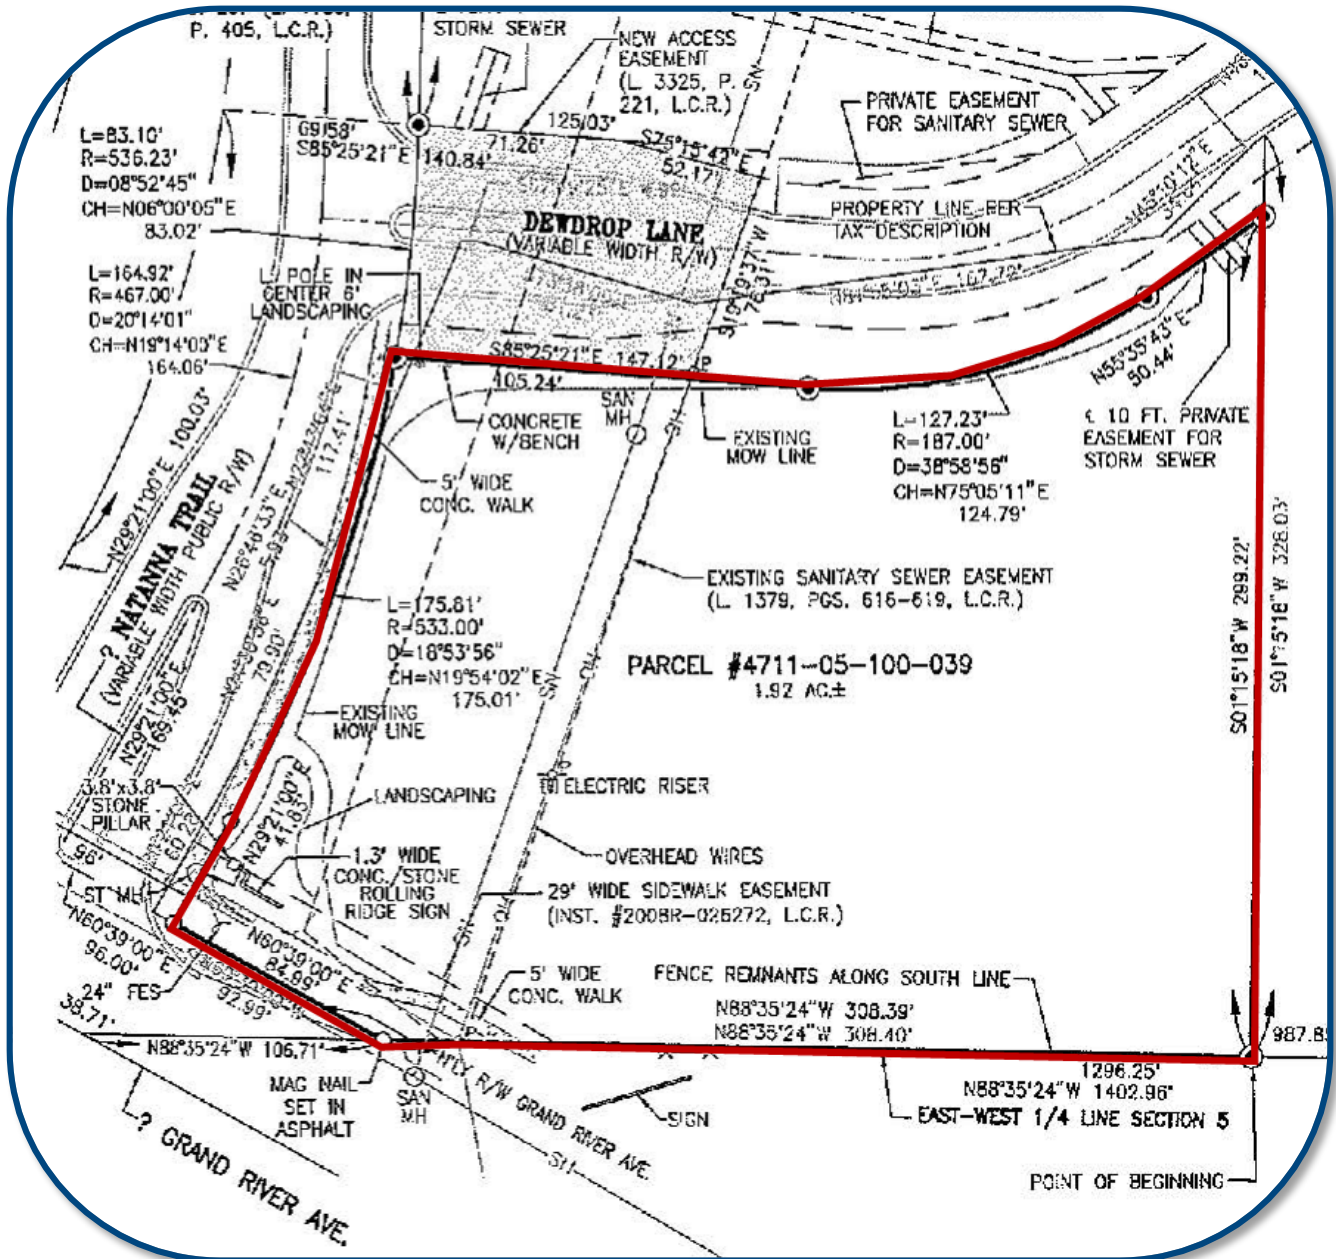 P. 405, L.C.R.)
STORM SEWER
NEW ACCESS
EASEMENT
(L. 3325, P.
221, L.C.R.)
PRIVATE EASEMENT
FOR SANITARY SEWER
L=83.10'
R=536.23'
D=08°52'45"
CH=N06°00'05"E
83.02'
69.58'
S85°25'21"E
140.84'
71.26'
125.03'
S75°15'42"E
52.17'
DEWDROP LANE
(VARIABLE WIDTH R/W)
PROPERTY LINE PER
TAX DESCRIPTION
S19°19'37"W
76.31'
L=164.92'
R=467.00'
D=20°14'01"
CH=N19°14'00"E
164.06'
POLE IN
CENTER 6'
LANDSCAPING
S85°25'21"E 147.12'
105.24'
SAN
MH
CONCRETE
W/BENCH
EXISTING
MOW LINE
5' WIDE
CONC. WALK
N55°35'43"E
50.44'
L=127.23'
R=187.00'
D=38°58'56"
CH=N75°05'11"E
124.79'
10 FT. PRIVATE
EASEMENT FOR
STORM SEWER
N29°21'00"E 100.03'
? NATANNA TRAIL
(VARIABLE WIDTH PUBLIC R/W)
N26°48'33"E
117.41'
79.90'
N29°21'00"E
169.45'
EXISTING SANITARY SEWER EASEMENT
(L. 1379, PGS. 616-619, L.C.R.)
S01°15'18"W 299.22'
S01°15'18"W 328.03'
L=175.81'
R=533.00'
D=18°53'56"
CH=N19°54'02"E
175.01'
PARCEL #4711-05-100-039
1.92 AC.±
EXISTING
MOW LINE
ELECTRIC RISER
3.8'x3.8'
STONE
PILLAR
LANDSCAPING
N29°21'00"E
41.83'
96'
1.3' WIDE
CONC./STONE
ROLLING
RIDGE SIGN
OVERHEAD WIRES
29' WIDE SIDEWALK EASEMENT
(INST. #2008R-026272, L.C.R.)
ST MH
N60°39'00"E
96.00'
24" FES
N60°39'00"E
84.99'
92.99'
38.71'
5' WIDE
CONC. WALK
FENCE REMNANTS ALONG SOUTH LINE
N88°35'24"W 308.39'
N88°35'24"W 308.40'
N88°35'24"W 106.71'
MAG NAIL
SET IN
ASPHALT
SAN
MH
N'LY R/W GRAND RIVER AVE.
SIGN
1296.25'
N88°35'24"W 1402.96'
EAST-WEST 1/4 LINE SECTION 5
POINT OF BEGINNING
? GRAND RIVER AVE.